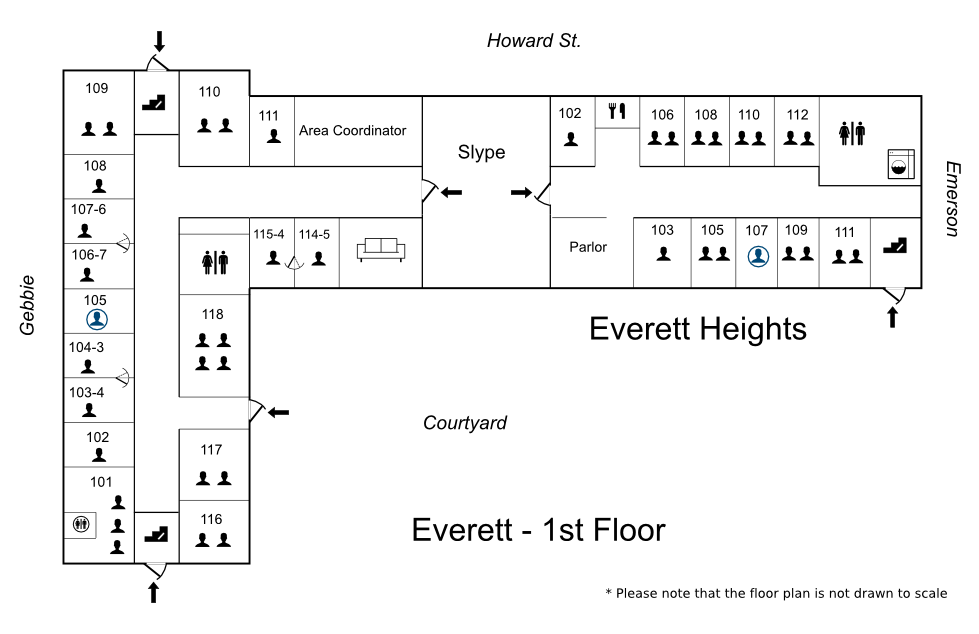 Howard St.
109
110
111
Area Coordinator
Slype
102
106
108
110
112
108
107-6
106-7
105
104-3
103-4
102
101
115-4
114-5
118
117
116
Parlor
103
105
107
109
111
Gebbie
Emerson
Everett Heights
Courtyard
Everett - 1st Floor
* Please note that the floor plan is not drawn to scale